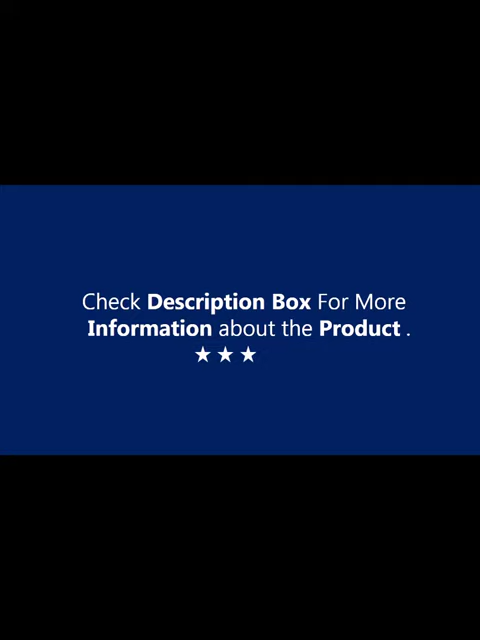 Check Description Box For More
Information about the Product .
★ ★ ★